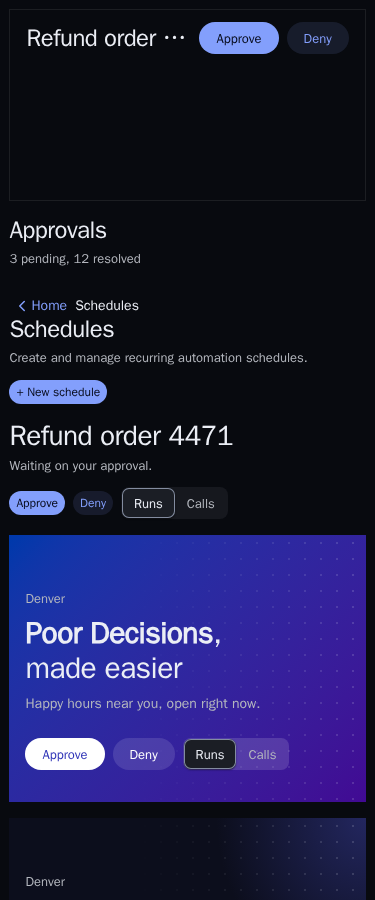 Refund order ···
Approve
Deny
Approvals
3 pending, 12 resolved
Home Schedules
Schedules
Create and manage recurring automation schedules.
+ New schedule
Refund order 4471
Waiting on your approval.
Approve Deny Runs Calls
Denver
Poor Decisions,
made easier
Happy hours near you, open right now.
Approve Deny Runs Calls
Denver